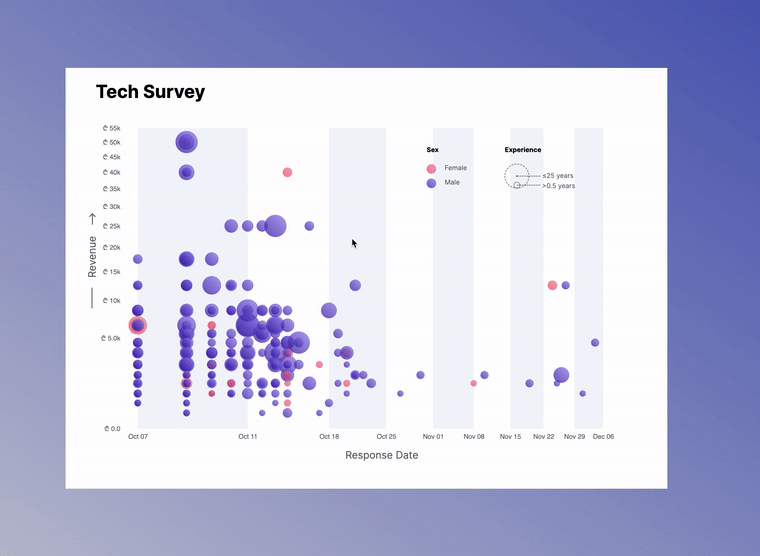 Tech Survey
₾ 55k
₾ 50k
₾ 45k
₾ 40k
₾ 35k
₾ 30k
₾ 25k
₾ 20k
₾ 15k
₾ 10k
₾ 5.0k
₾ 0.0
Revenue
Sex
Female
Male
Experience
≤25 years
>0.5 years
Oct 07 Oct 11 Oct 18 Oct 25 Nov 01 Nov 08 Nov 15 Nov 22 Nov 29 Dec 06
Response Date